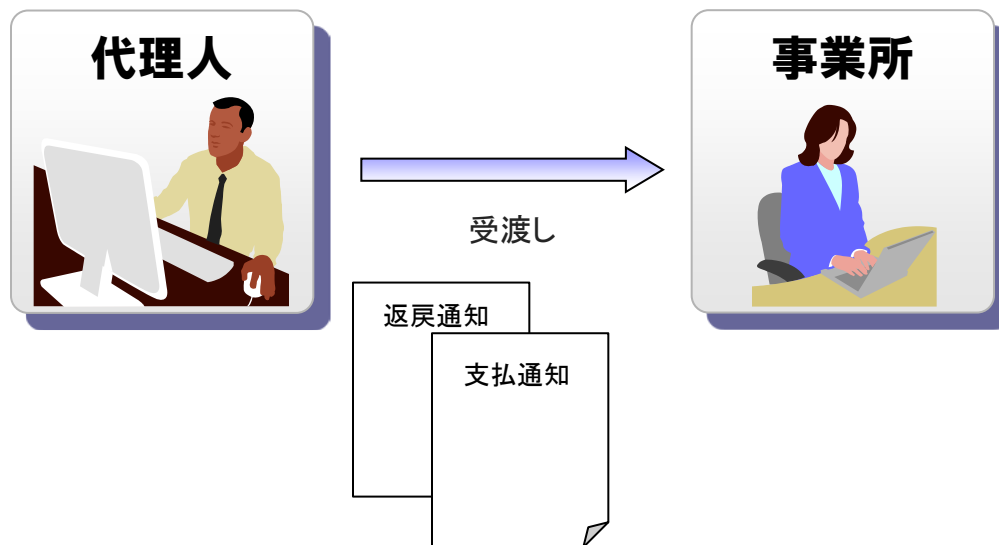 代理人
事業所
受渡し
返戻通知
支払通知